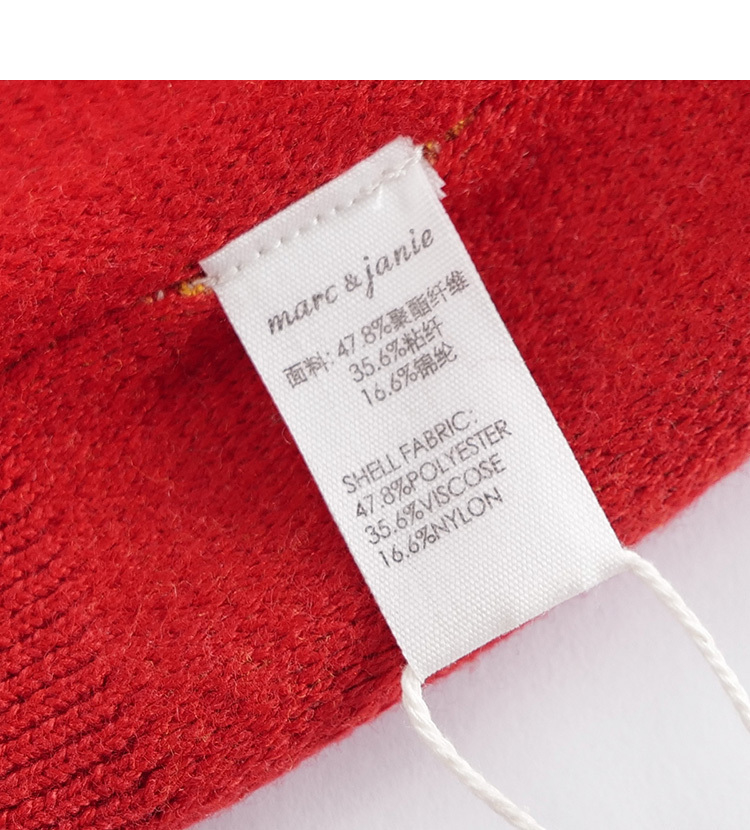 marc & janie
面料: 47.8%聚酯纤维
35.6%粘纤
16.6%锦纶
SHELL FABRIC:
47.8%POLYESTER
35.6%VISCOSE
16.6%NYLON